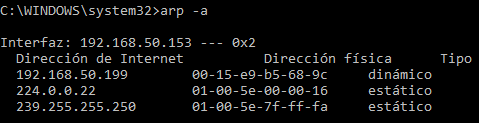 C:\WINDOWS\system32>arp -a
Interfaz: 192.168.50.153 --- 0x2
Dirección de Internet Dirección física Tipo
192.168.50.199 00-15-e9-b5-68-9c dinámico
224.0.0.22 01-00-5e-00-00-16 estático
239.255.255.250 01-00-5e-7f-ff-fa estático